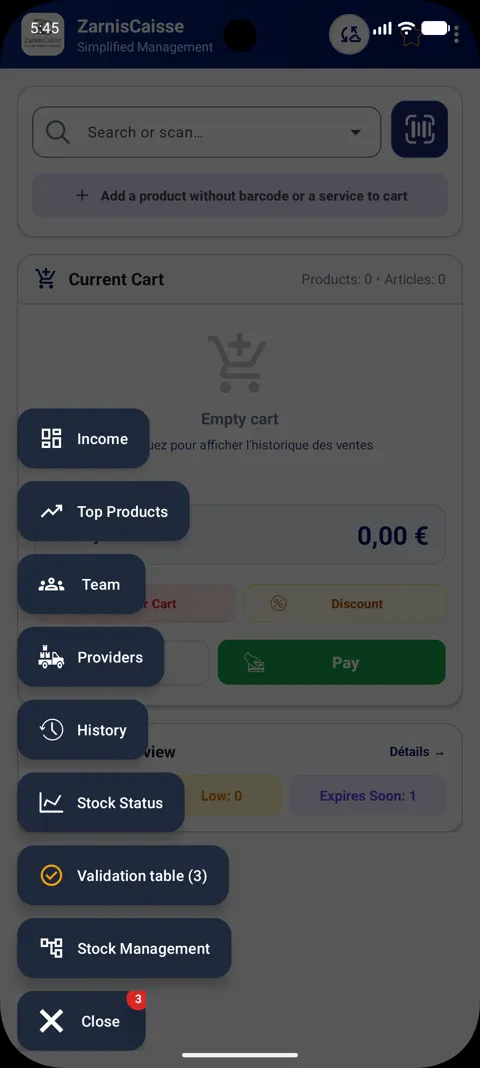 5:45
ZarnisCaisse
Simplified Management
Search or scan…
+ Add a product without barcode or a service to cart
Current Cart
Products: 0 • Articles: 0
Empty cart
uez pour afficher l'historique des ventes
Income
Top Products
0,00 €
Team
r Cart
Discount
Providers
Pay
History
view
Détails →
Stock Status
Low: 0
Expires Soon: 1
Validation table (3)
Stock Management
Close
3